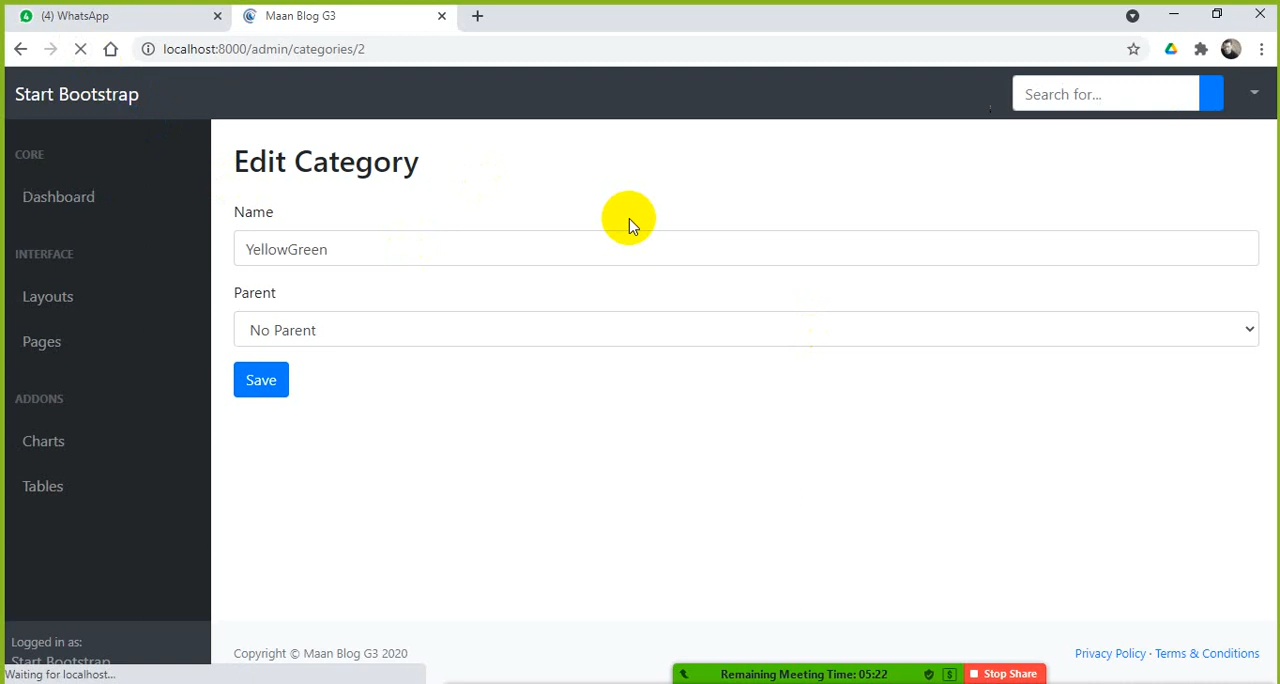 (4) WhatsApp
Maan Blog G3
localhost:8000/admin/categories/2
Start Bootstrap
Search for...
CORE
Dashboard
INTERFACE
Layouts
Pages
ADDONS
Charts
Tables
Logged in as:
Start Bootstrap
Edit Category
Name
YellowGreen
Parent
No Parent
Save
Copyright © Maan Blog G3 2020
Privacy Policy · Terms & Conditions
Waiting for localhost...
Remaining Meeting Time: 05:22
Stop Share